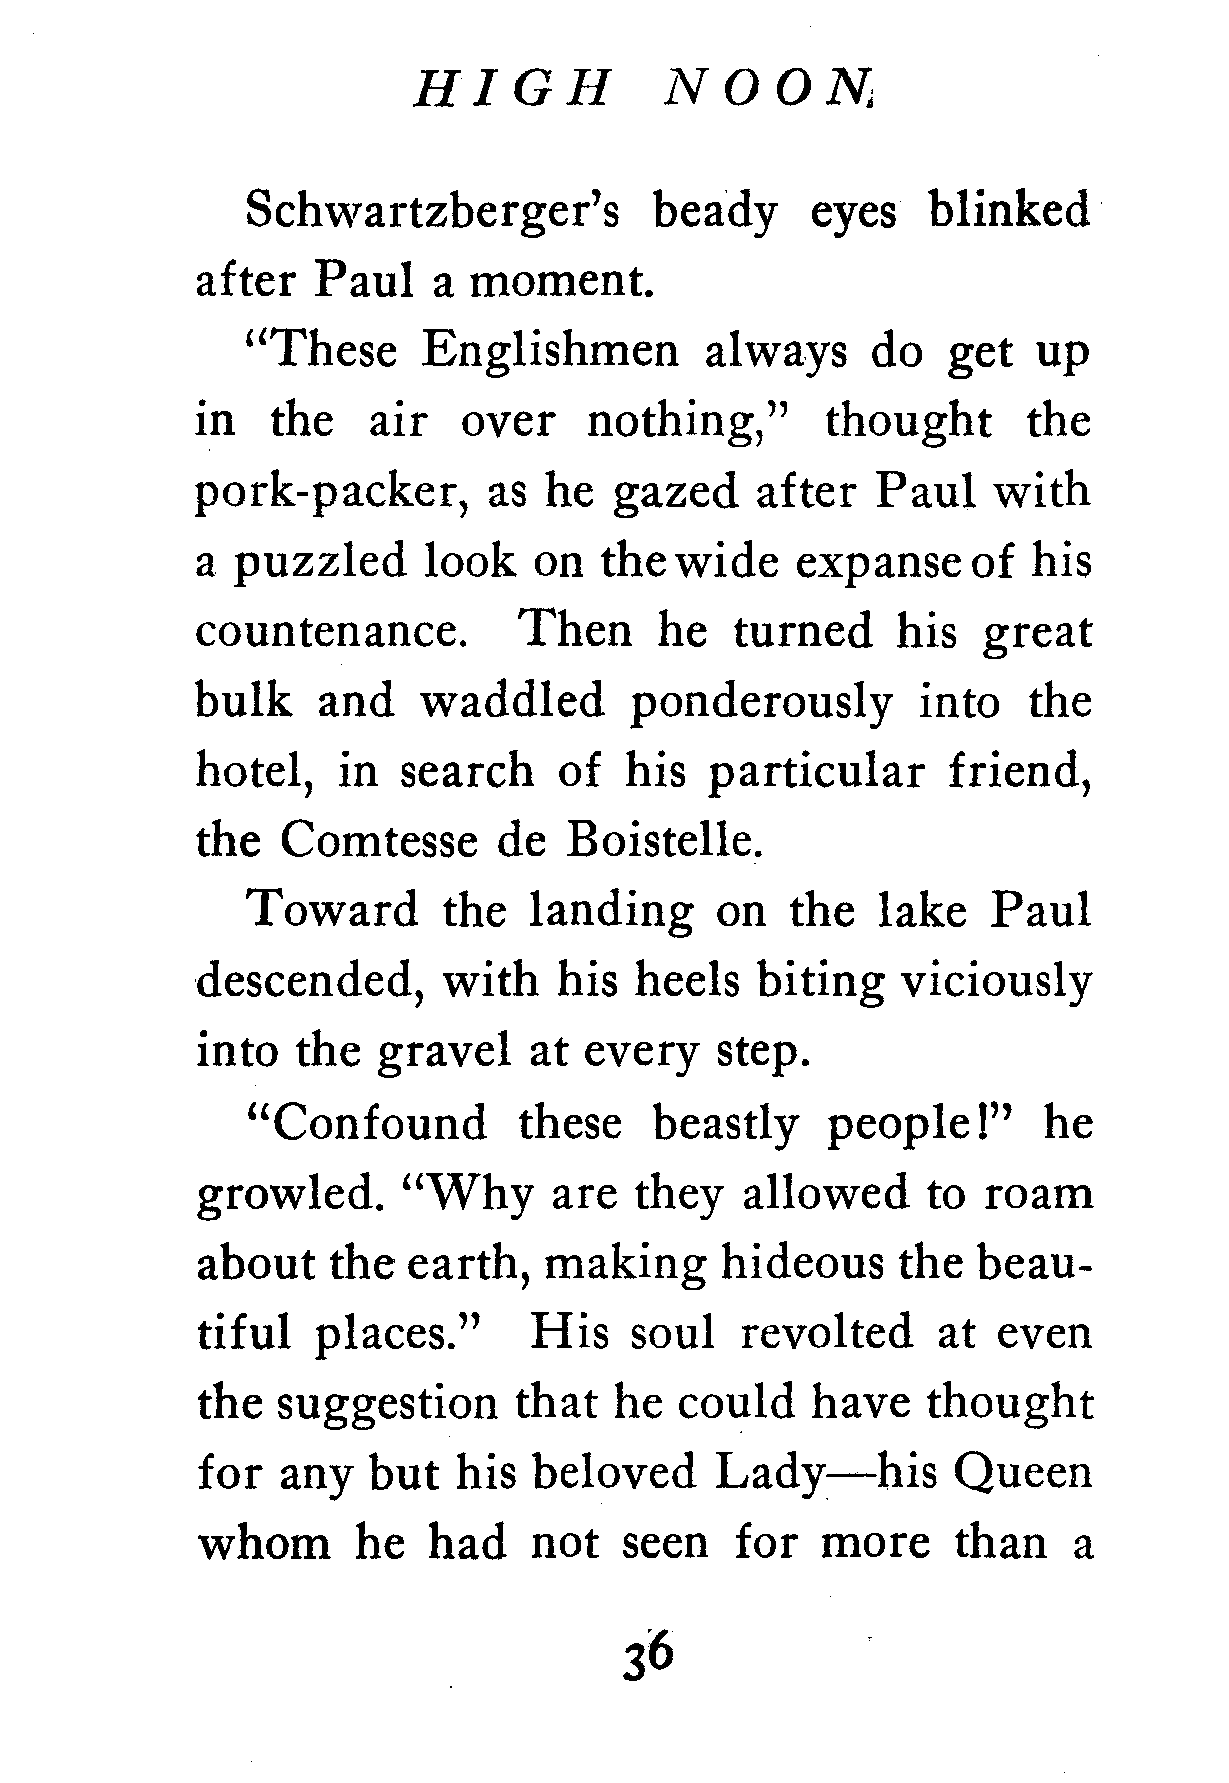 HIGH NOON
Schwartzberger's beady eyes blinked
after Paul a moment.
"These Englishmen always do get up
in the air over nothing," thought the
pork-packer, as he gazed after Paul with
a puzzled look on the wide expanse of his
countenance. Then he turned his great
bulk and waddled ponderously into the
hotel, in search of his particular friend,
the Comtesse de Boistelle.
Toward the landing on the lake Paul
descended, with his heels biting viciously
into the gravel at every step.
"Confound these beastly people!" he
growled. "Why are they allowed to roam
about the earth, making hideous the beau-
tiful places." His soul revolted at even
the suggestion that he could have thought
for any but his beloved Lady—his Queen
whom he had not seen for more than a
36